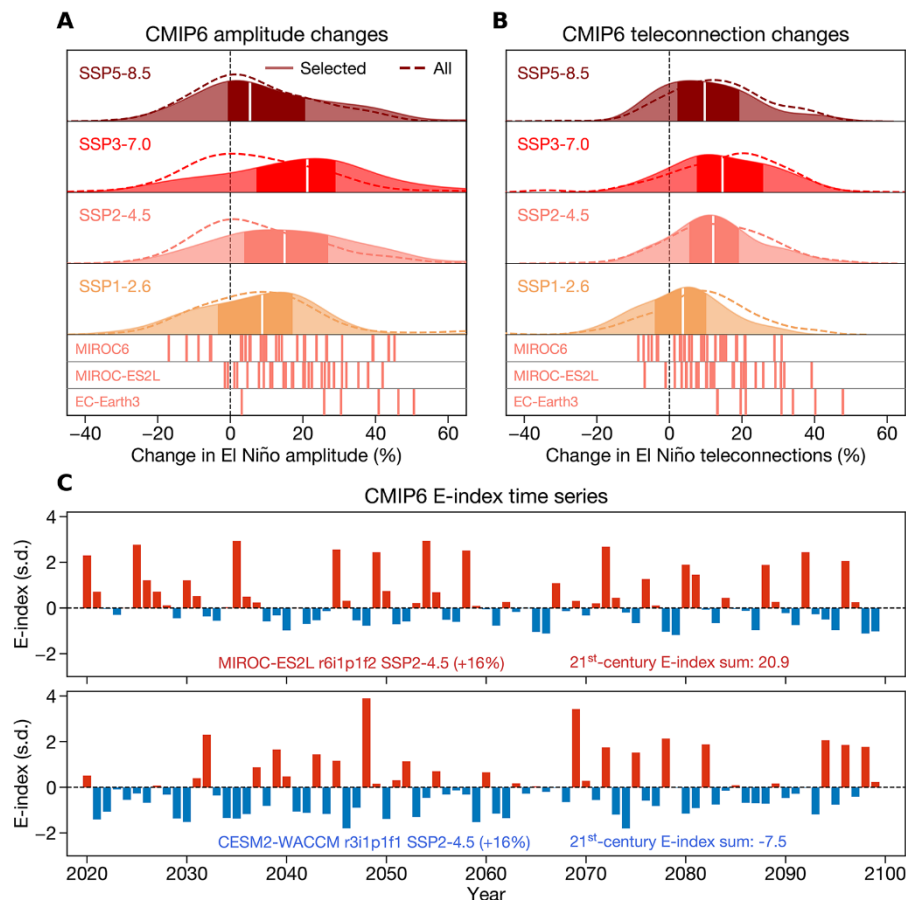 A
CMIP6 amplitude changes
SSP5-8.5
Selected
All
SSP3-7.0
SSP2-4.5
SSP1-2.6
MIROC6
MIROC-ES2L
EC-Earth3
−40 −20 0 20 40 60
Change in El Niño amplitude (%)
B
CMIP6 teleconnection changes
SSP5-8.5
SSP3-7.0
SSP2-4.5
SSP1-2.6
MIROC6
MIROC-ES2L
EC-Earth3
−40 −20 0 20 40 60
Change in El Niño teleconnections (%)
C
CMIP6 E-index time series
E-index (s.d.)
4
2
0
−2
MIROC-ES2L r6i1p1f2 SSP2-4.5 (+16%)
21st-century E-index sum: 20.9
E-index (s.d.)
4
2
0
−2
CESM2-WACCM r3i1p1f1 SSP2-4.5 (+16%)
21st-century E-index sum: -7.5
2020 2030 2040 2050 2060 2070 2080 2090 2100
Year